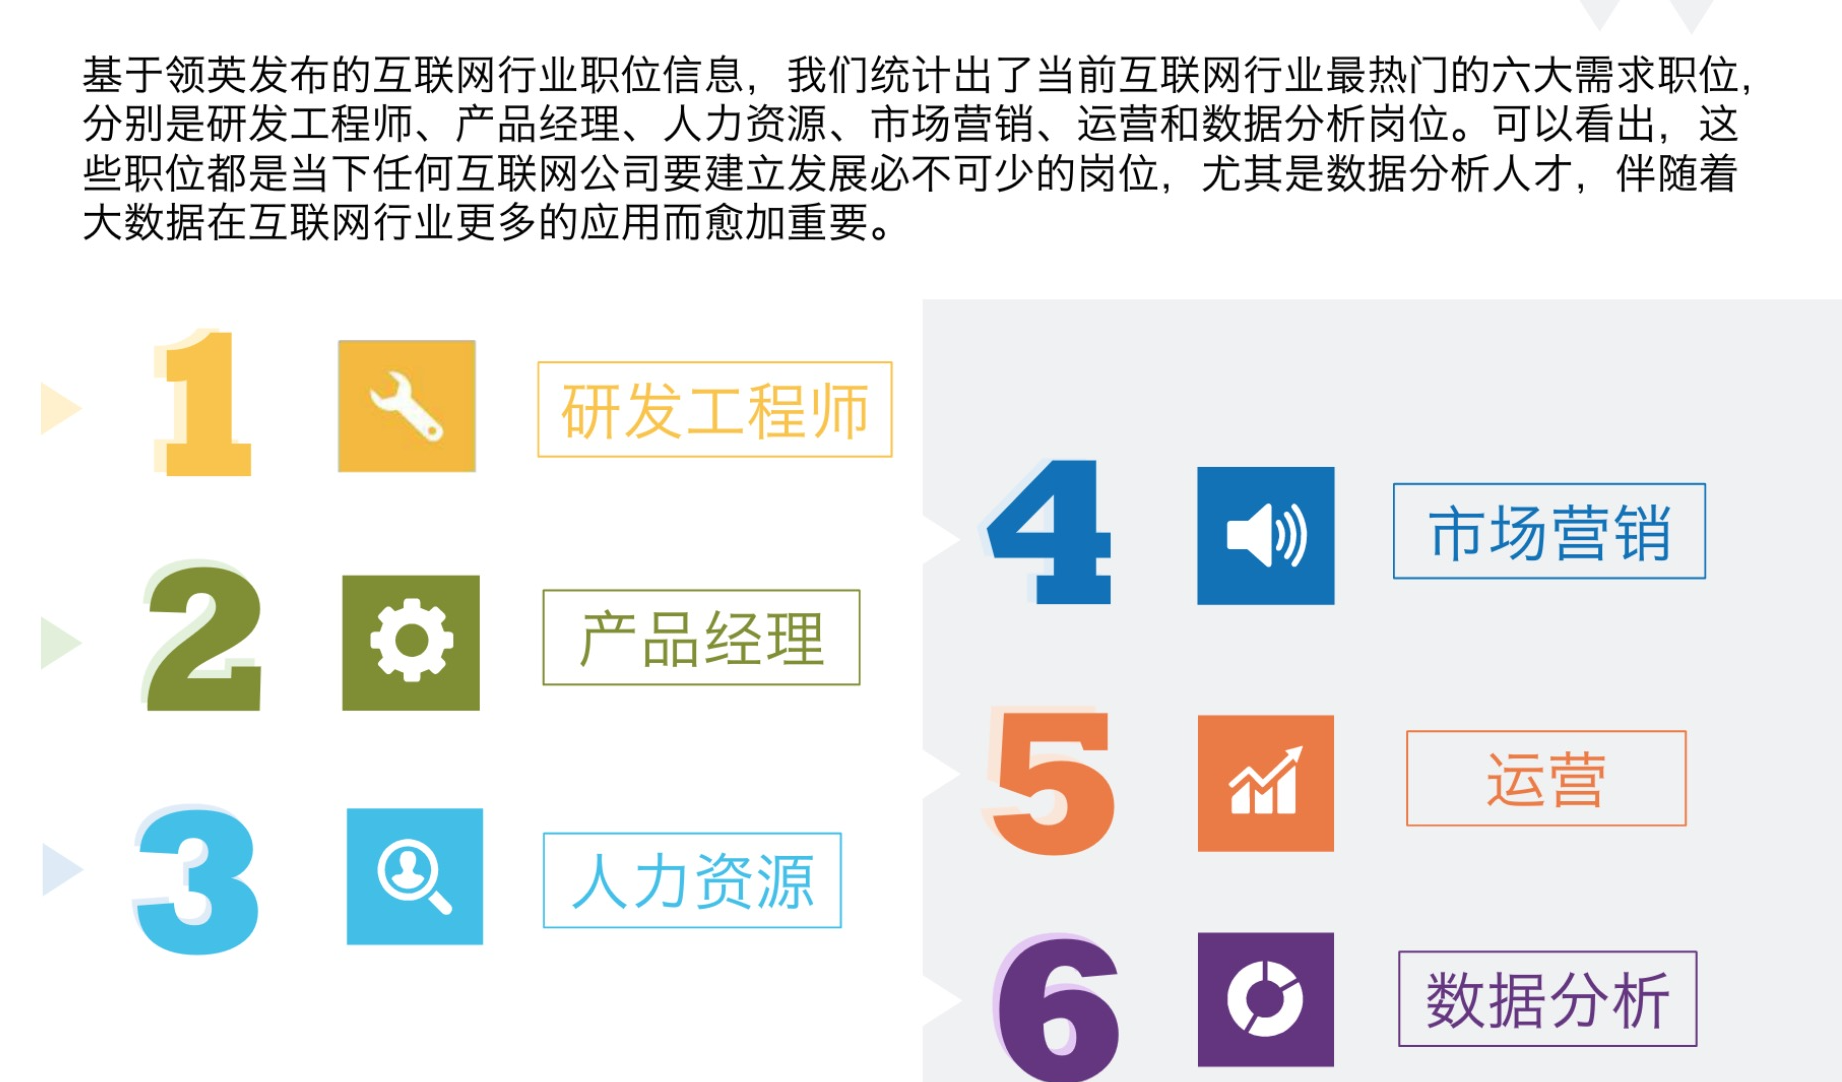 基于领英发布的互联网行业职位信息，我们统计出了当前互联网行业最热门的六大需求职位，
分别是研发工程师、产品经理、人力资源、市场营销、运营和数据分析岗位。可以看出，这
些职位都是当下任何互联网公司要建立发展必不可少的岗位，尤其是数据分析人才，伴随着
大数据在互联网行业更多的应用而愈加重要。
1 研发工程师
2 产品经理
3 人力资源
4 市场营销
5 运营
6 数据分析